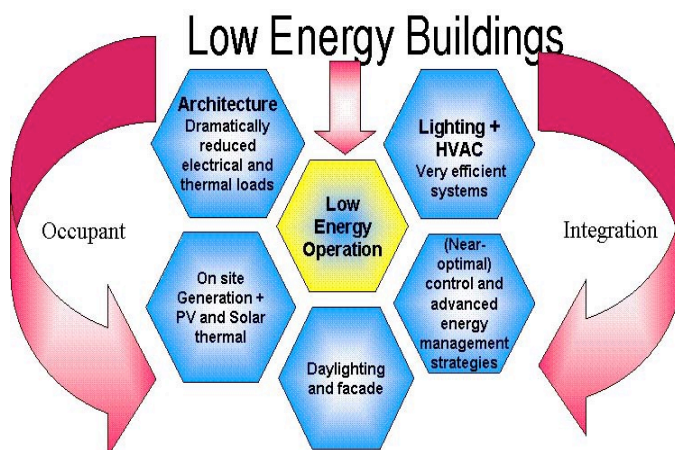 Low Energy Buildings
Architecture
Dramatically
reduced
electrical and
thermal loads
Lighting +
HVAC
Very efficient
systems
Low
Energy
Operation
Occupant
Integration
On site
Generation +
PV and Solar
thermal
(Near-
optimal)
control and
advanced
energy
management
strategies
Daylighting
and facade